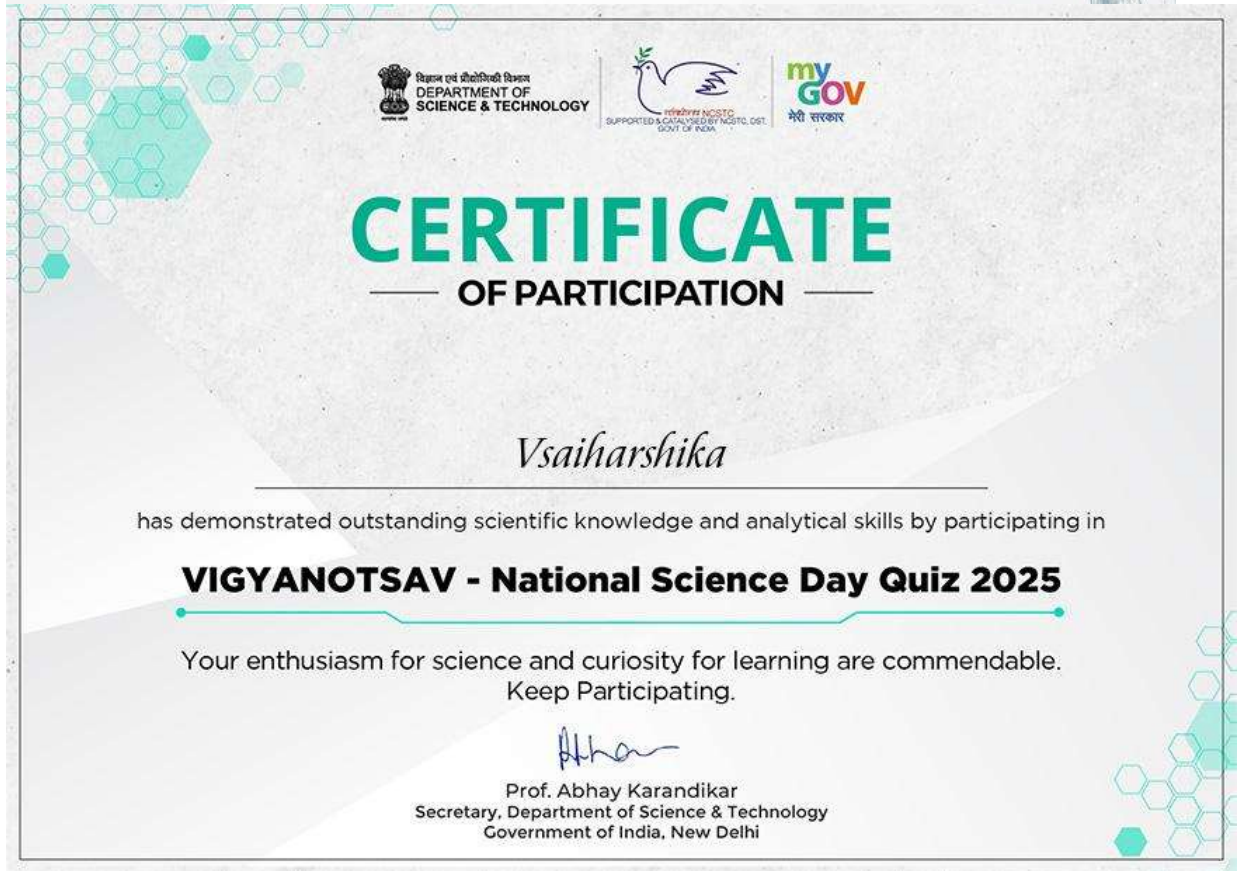 विज्ञान एवं प्रौद्योगिकी विभाग
DEPARTMENT OF
SCIENCE & TECHNOLOGY
NCSTC
SUPPORTED & CATALYSED BY NCSTC, DST.
GOVT OF INDIA
my
GOV
मेरी सरकार
CERTIFICATE
OF PARTICIPATION
Vsaiharshika
has demonstrated outstanding scientific knowledge and analytical skills by participating in
VIGYANOTSAV - National Science Day Quiz 2025
Your enthusiasm for science and curiosity for learning are commendable.
Keep Participating.
Prof. Abhay Karandikar
Secretary, Department of Science & Technology
Government of India, New Delhi